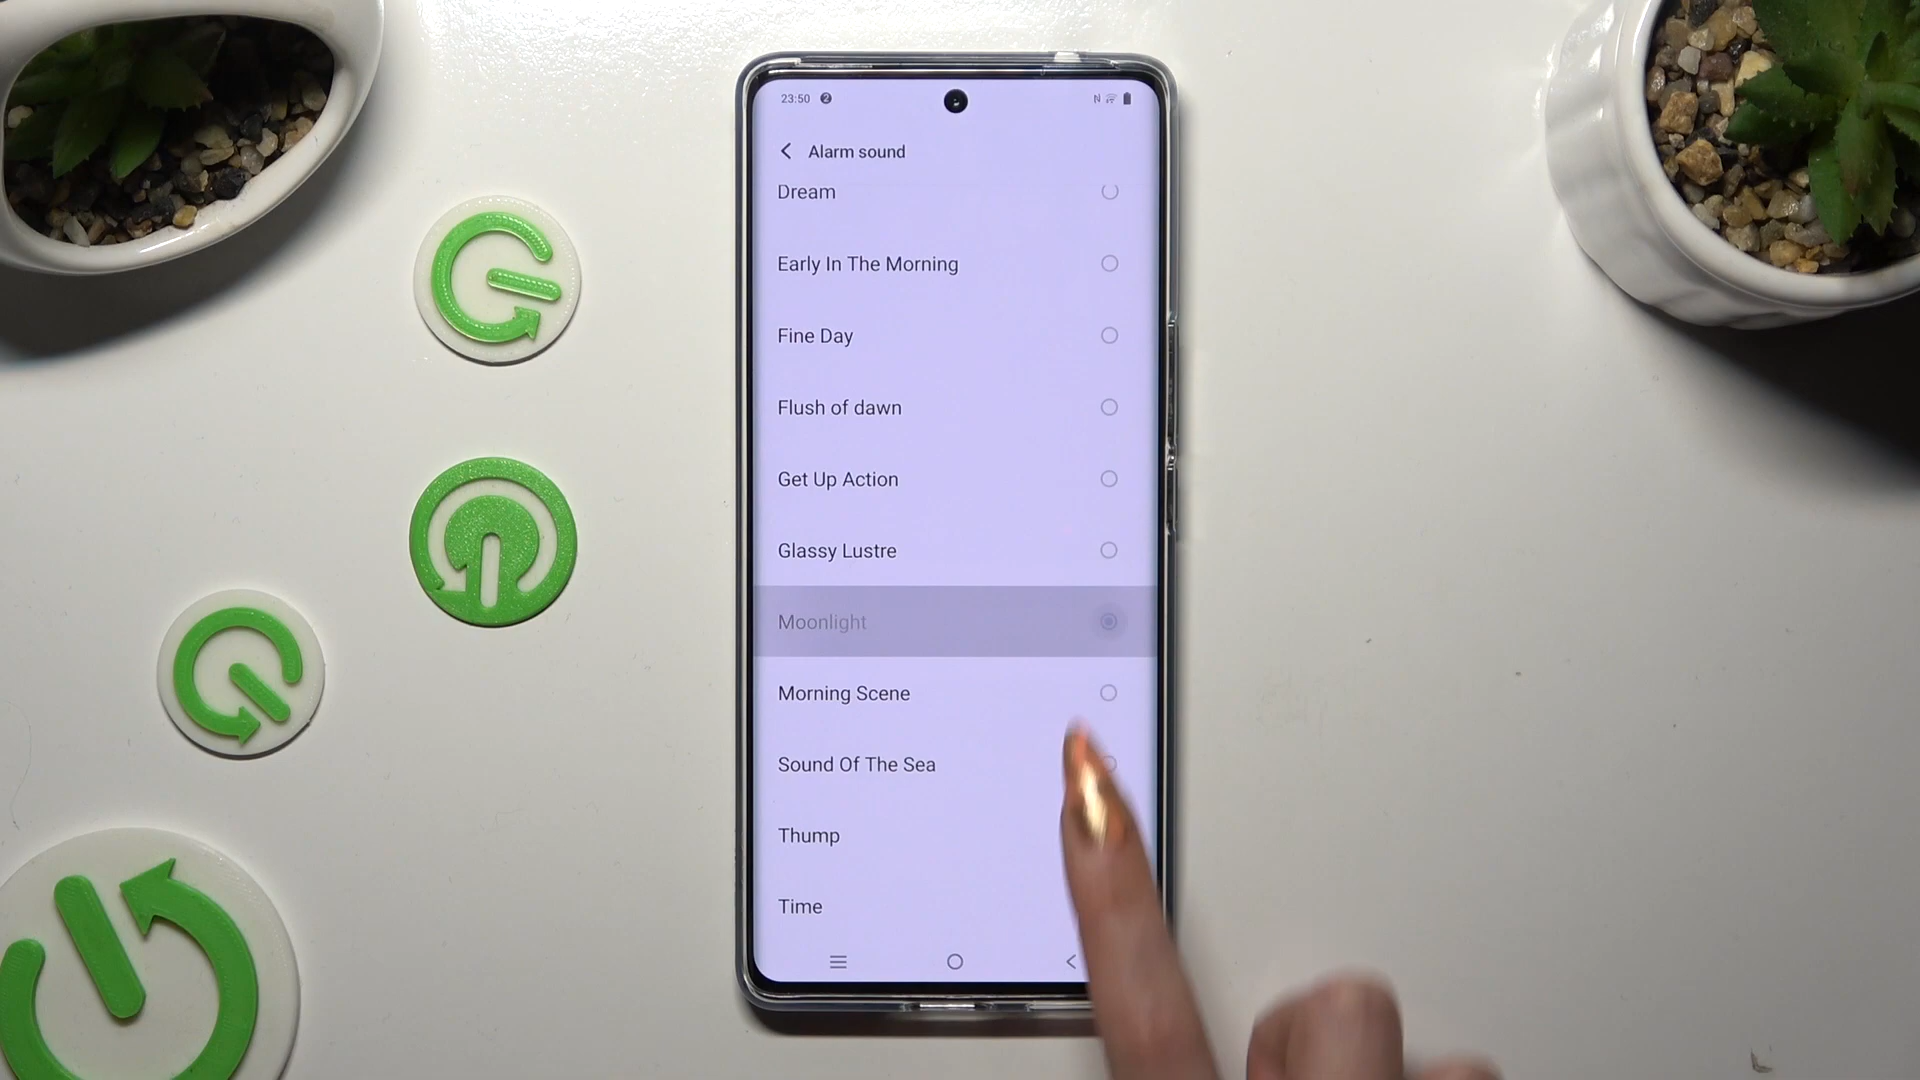 23:50
Alarm sound
Dream
Early In The Morning
Fine Day
Flush of dawn
Get Up Action
Glassy Lustre
Moonlight
Morning Scene
Sound Of The Sea
Thump
Time